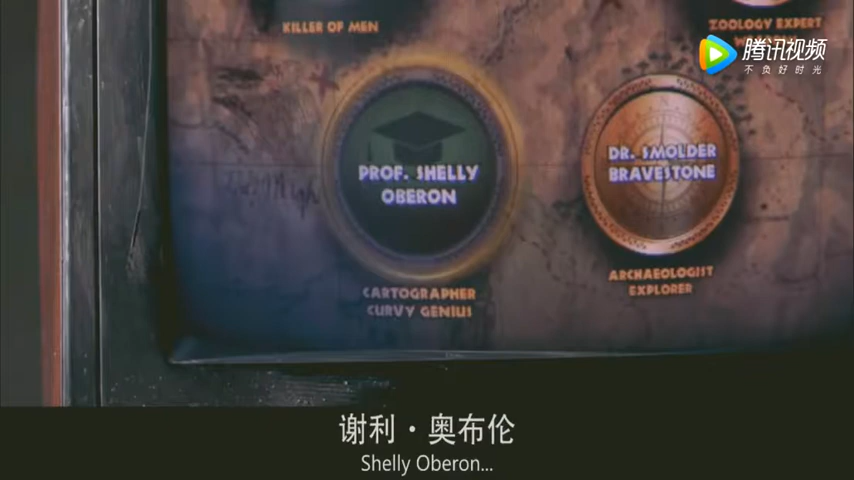 KILLER OF MEN
ZOOLOGY EXPERT
腾讯视频
不负好时光
PROF. SHELLY
OBERON
DR. SMOLDER
BRAVESTONE
CARTOGRAPHER
CURVY GENIUS
ARCHAEOLOGIST
EXPLORER
谢利·奥布伦
Shelly Oberon...